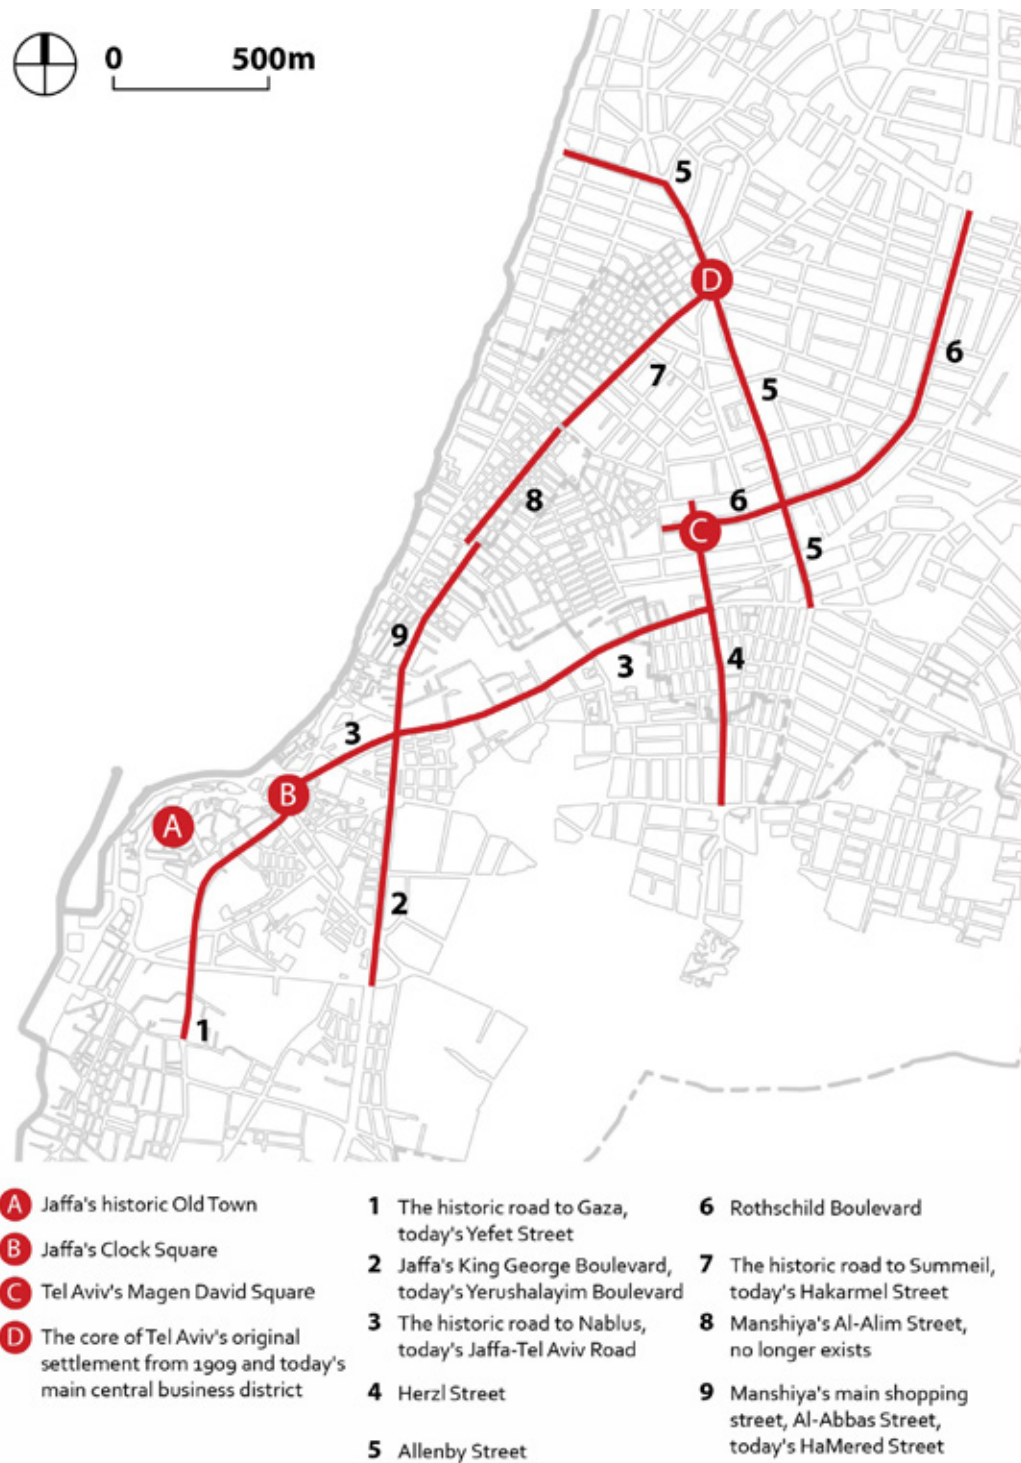 0 500m
5
D
6
7
5
8
6
C
5
9
3
4
3
B
A
2
1
A Jaffa's historic Old Town
B Jaffa's Clock Square
C Tel Aviv's Magen David Square
D The core of Tel Aviv's original
settlement from 1909 and today's
main central business district
1 The historic road to Gaza,
today's Yefet Street
2 Jaffa's King George Boulevard,
today's Yerushalayim Boulevard
3 The historic road to Nablus,
today's Jaffa-Tel Aviv Road
4 Herzl Street
5 Allenby Street
6 Rothschild Boulevard
7 The historic road to Summeil,
today's Hakarmel Street
8 Manshiya's Al-Alim Street,
no longer exists
9 Manshiya's main shopping
street, Al-Abbas Street,
today's HaMered Street